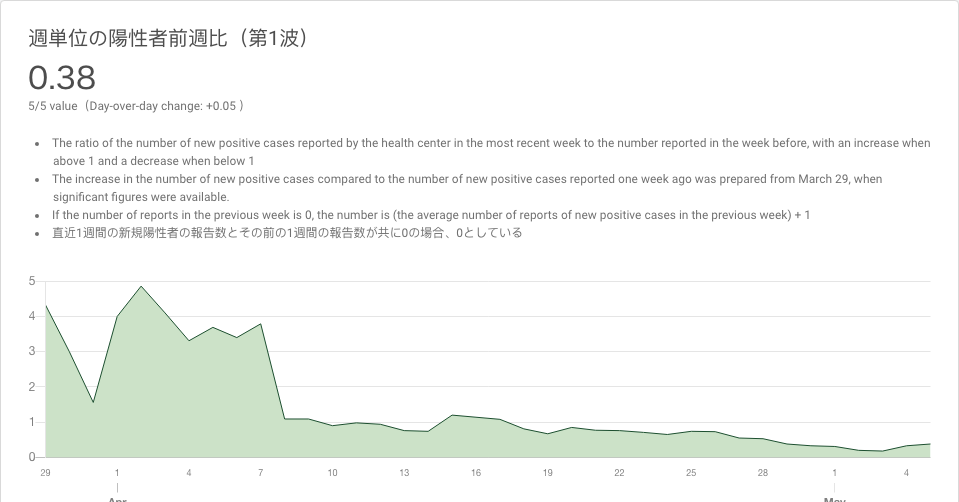 週単位の陽性者前週比（第1波）
0.38
5/5 value（Day-over-day change: +0.05 ）
• The ratio of the number of new positive cases reported by the health center in the most recent week to the number reported in the week before, with an increase when
above 1 and a decrease when below 1
• The increase in the number of new positive cases compared to the number of new positive cases reported one week ago was prepared from March 29, when
significant figures were available.
• If the number of reports in the previous week is 0, the number is (the average number of reports of new positive cases in the previous week) + 1
• 直近1週間の新規陽性者の報告数とその前の1週間の報告数が共に0の場合、0としている
5
4
3
2
1
0
29 1 4 7 10 13 16 19 22 25 28 1 4
Apr May